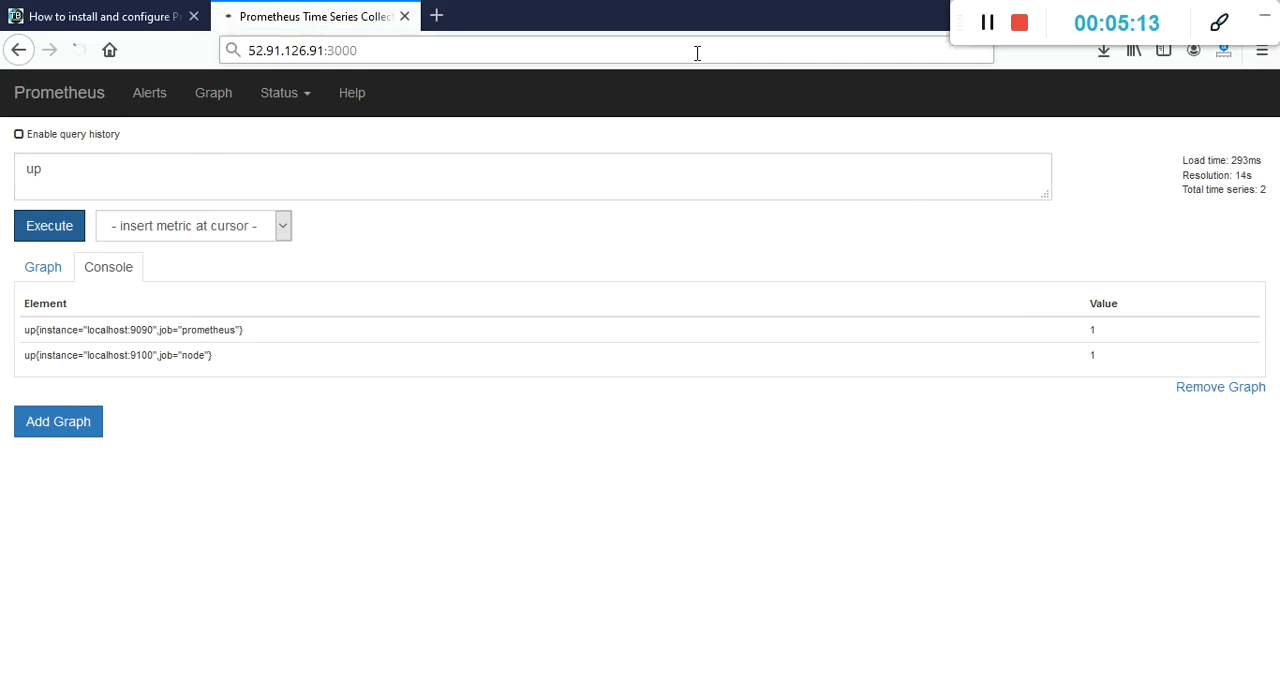 How to install and configure Pr
Prometheus Time Series Collec
00:05:13
52.91.126.91:3000
Prometheus Alerts Graph Status Help
Enable query history
up
Load time: 293ms
Resolution: 14s
Total time series: 2
Execute - insert metric at cursor -
Graph Console
Element Value
up{instance="localhost:9090",job="prometheus"} 1
up{instance="localhost:9100",job="node"} 1
Remove Graph
Add Graph